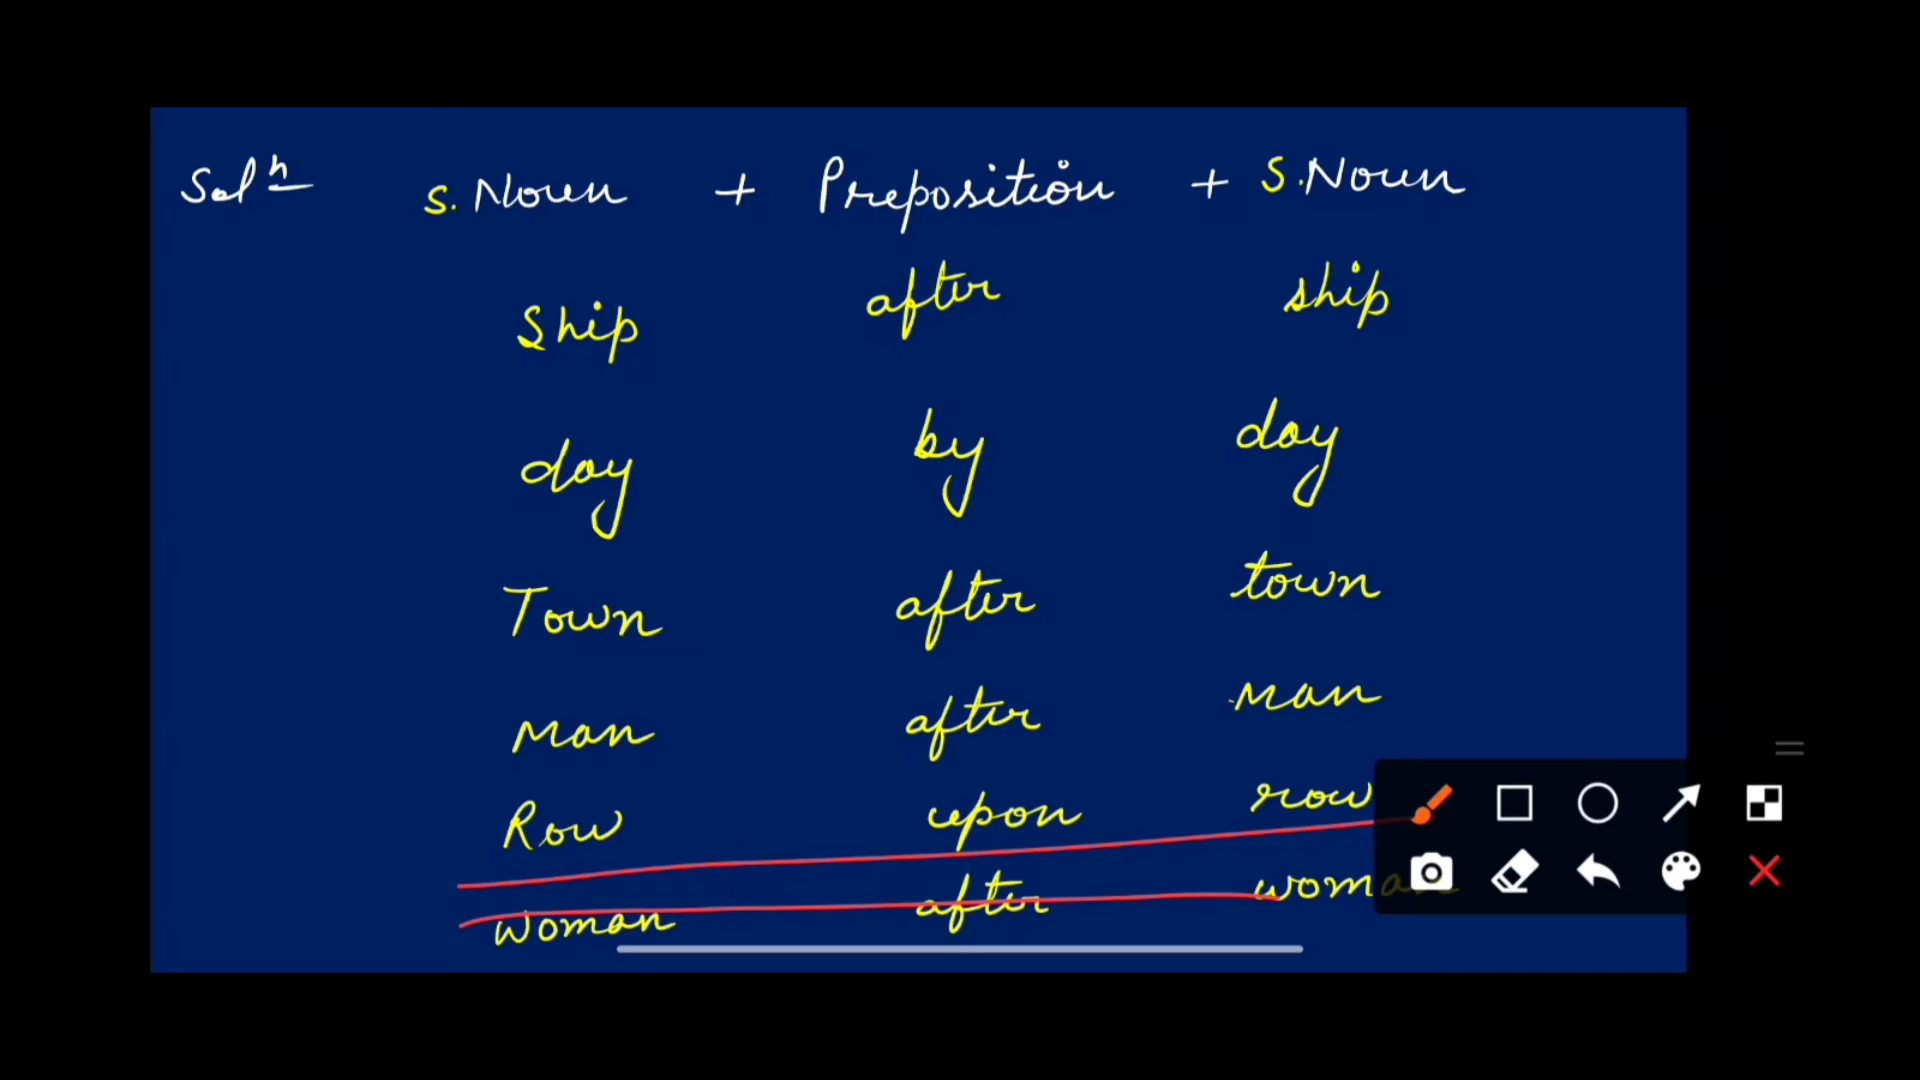 Solⁿ S. Noun + Preposition + S. Noun
Ship after ship
day by day
Town after town
Man after man
Row upon row
Woman after woman